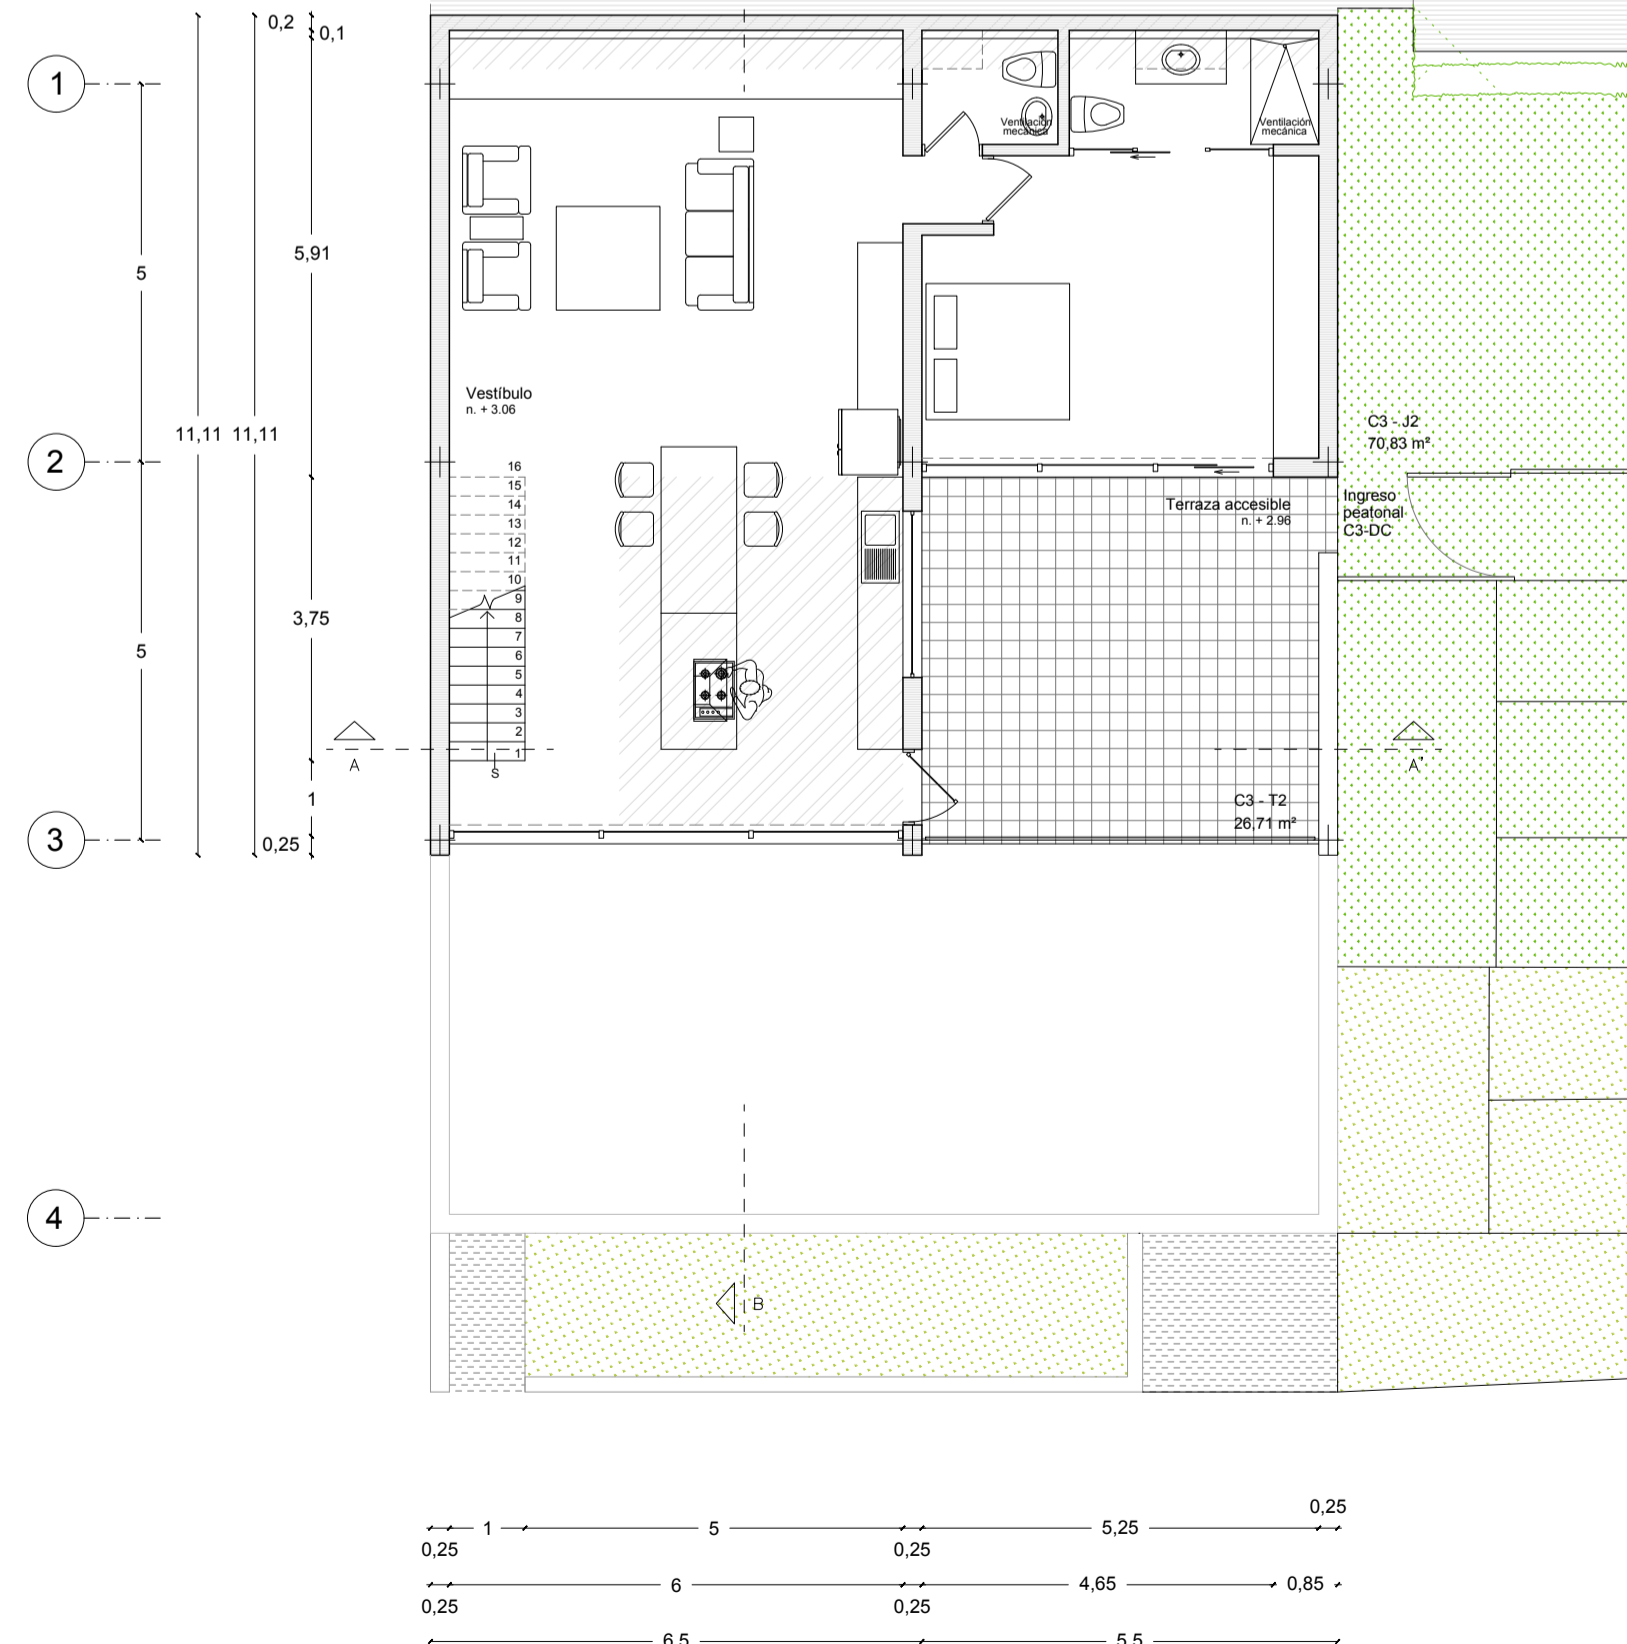 0,2
0,1
1
Ventilación
mecánica
Ventilación
mecánica
5,91
5
Vestíbulo
n. + 3.06
C3 - J2
70,83 m²
11,11
11,11
2
16
15
14
13
12
11
10
9
8
7
6
5
4
3
2
1
S
Terraza accesible
n. + 2.96
Ingreso
peatonal
C3-DC
3,75
5
A
A'
1
C3 - T2
26,71 m²
3
0,25
4
B
0,25
1
5
5,25
0,25
0,25
6
4,65
0,85
0,25
0,25
6,5
5,5